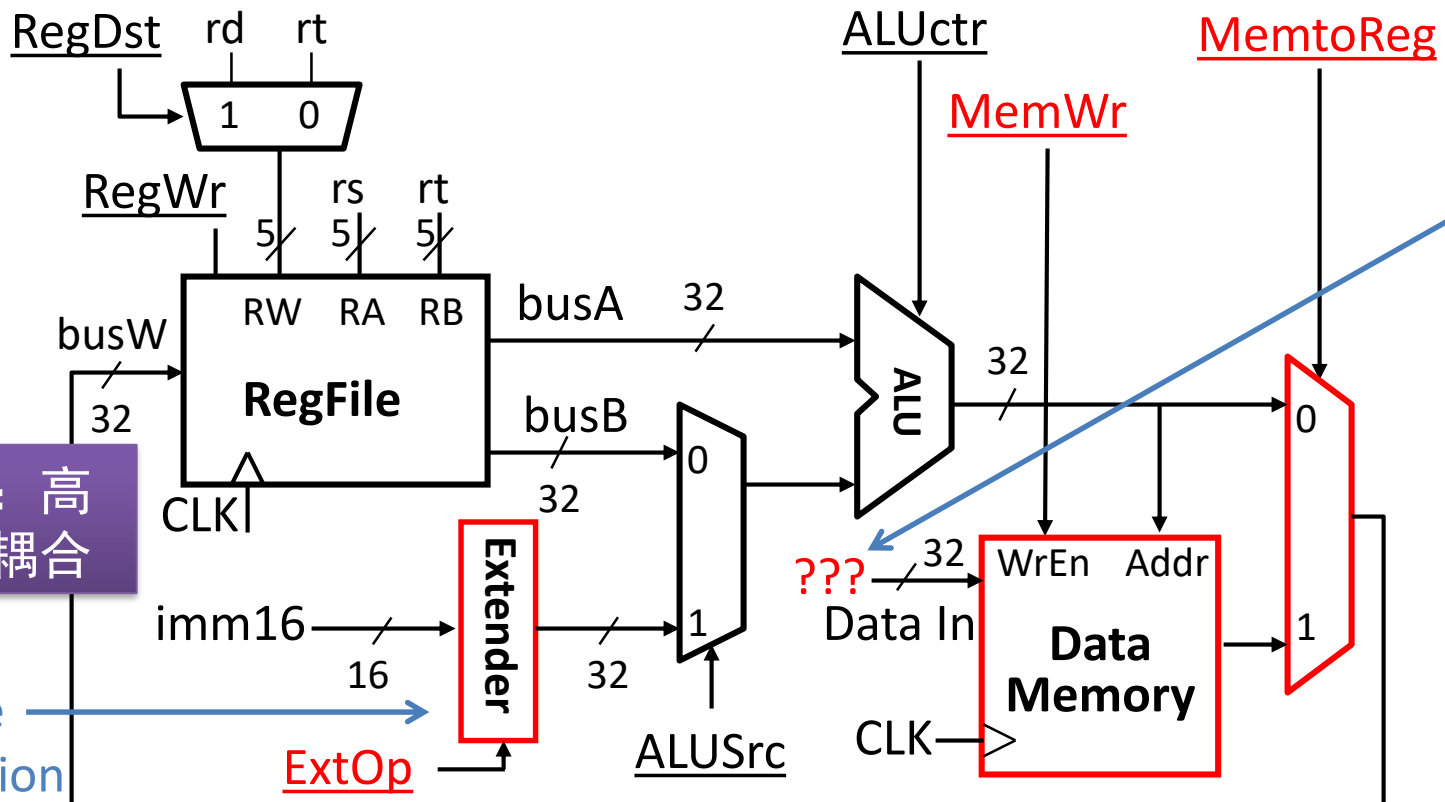 RegDst
rd
rt
ALUctr
MemtoReg
1
0
MemWr
RegWr
rs
rt
5
5
5
RW
RA
RB
busA
32
busW
32
RegFile
busB
32
CLK
ALU
32
0
0
1
1
：高
耦合
imm16
16
Extender
32
ExtOp
ALUSrc
???
32
Data In
WrEn
Addr
Data
Memory
CLK
e
ion